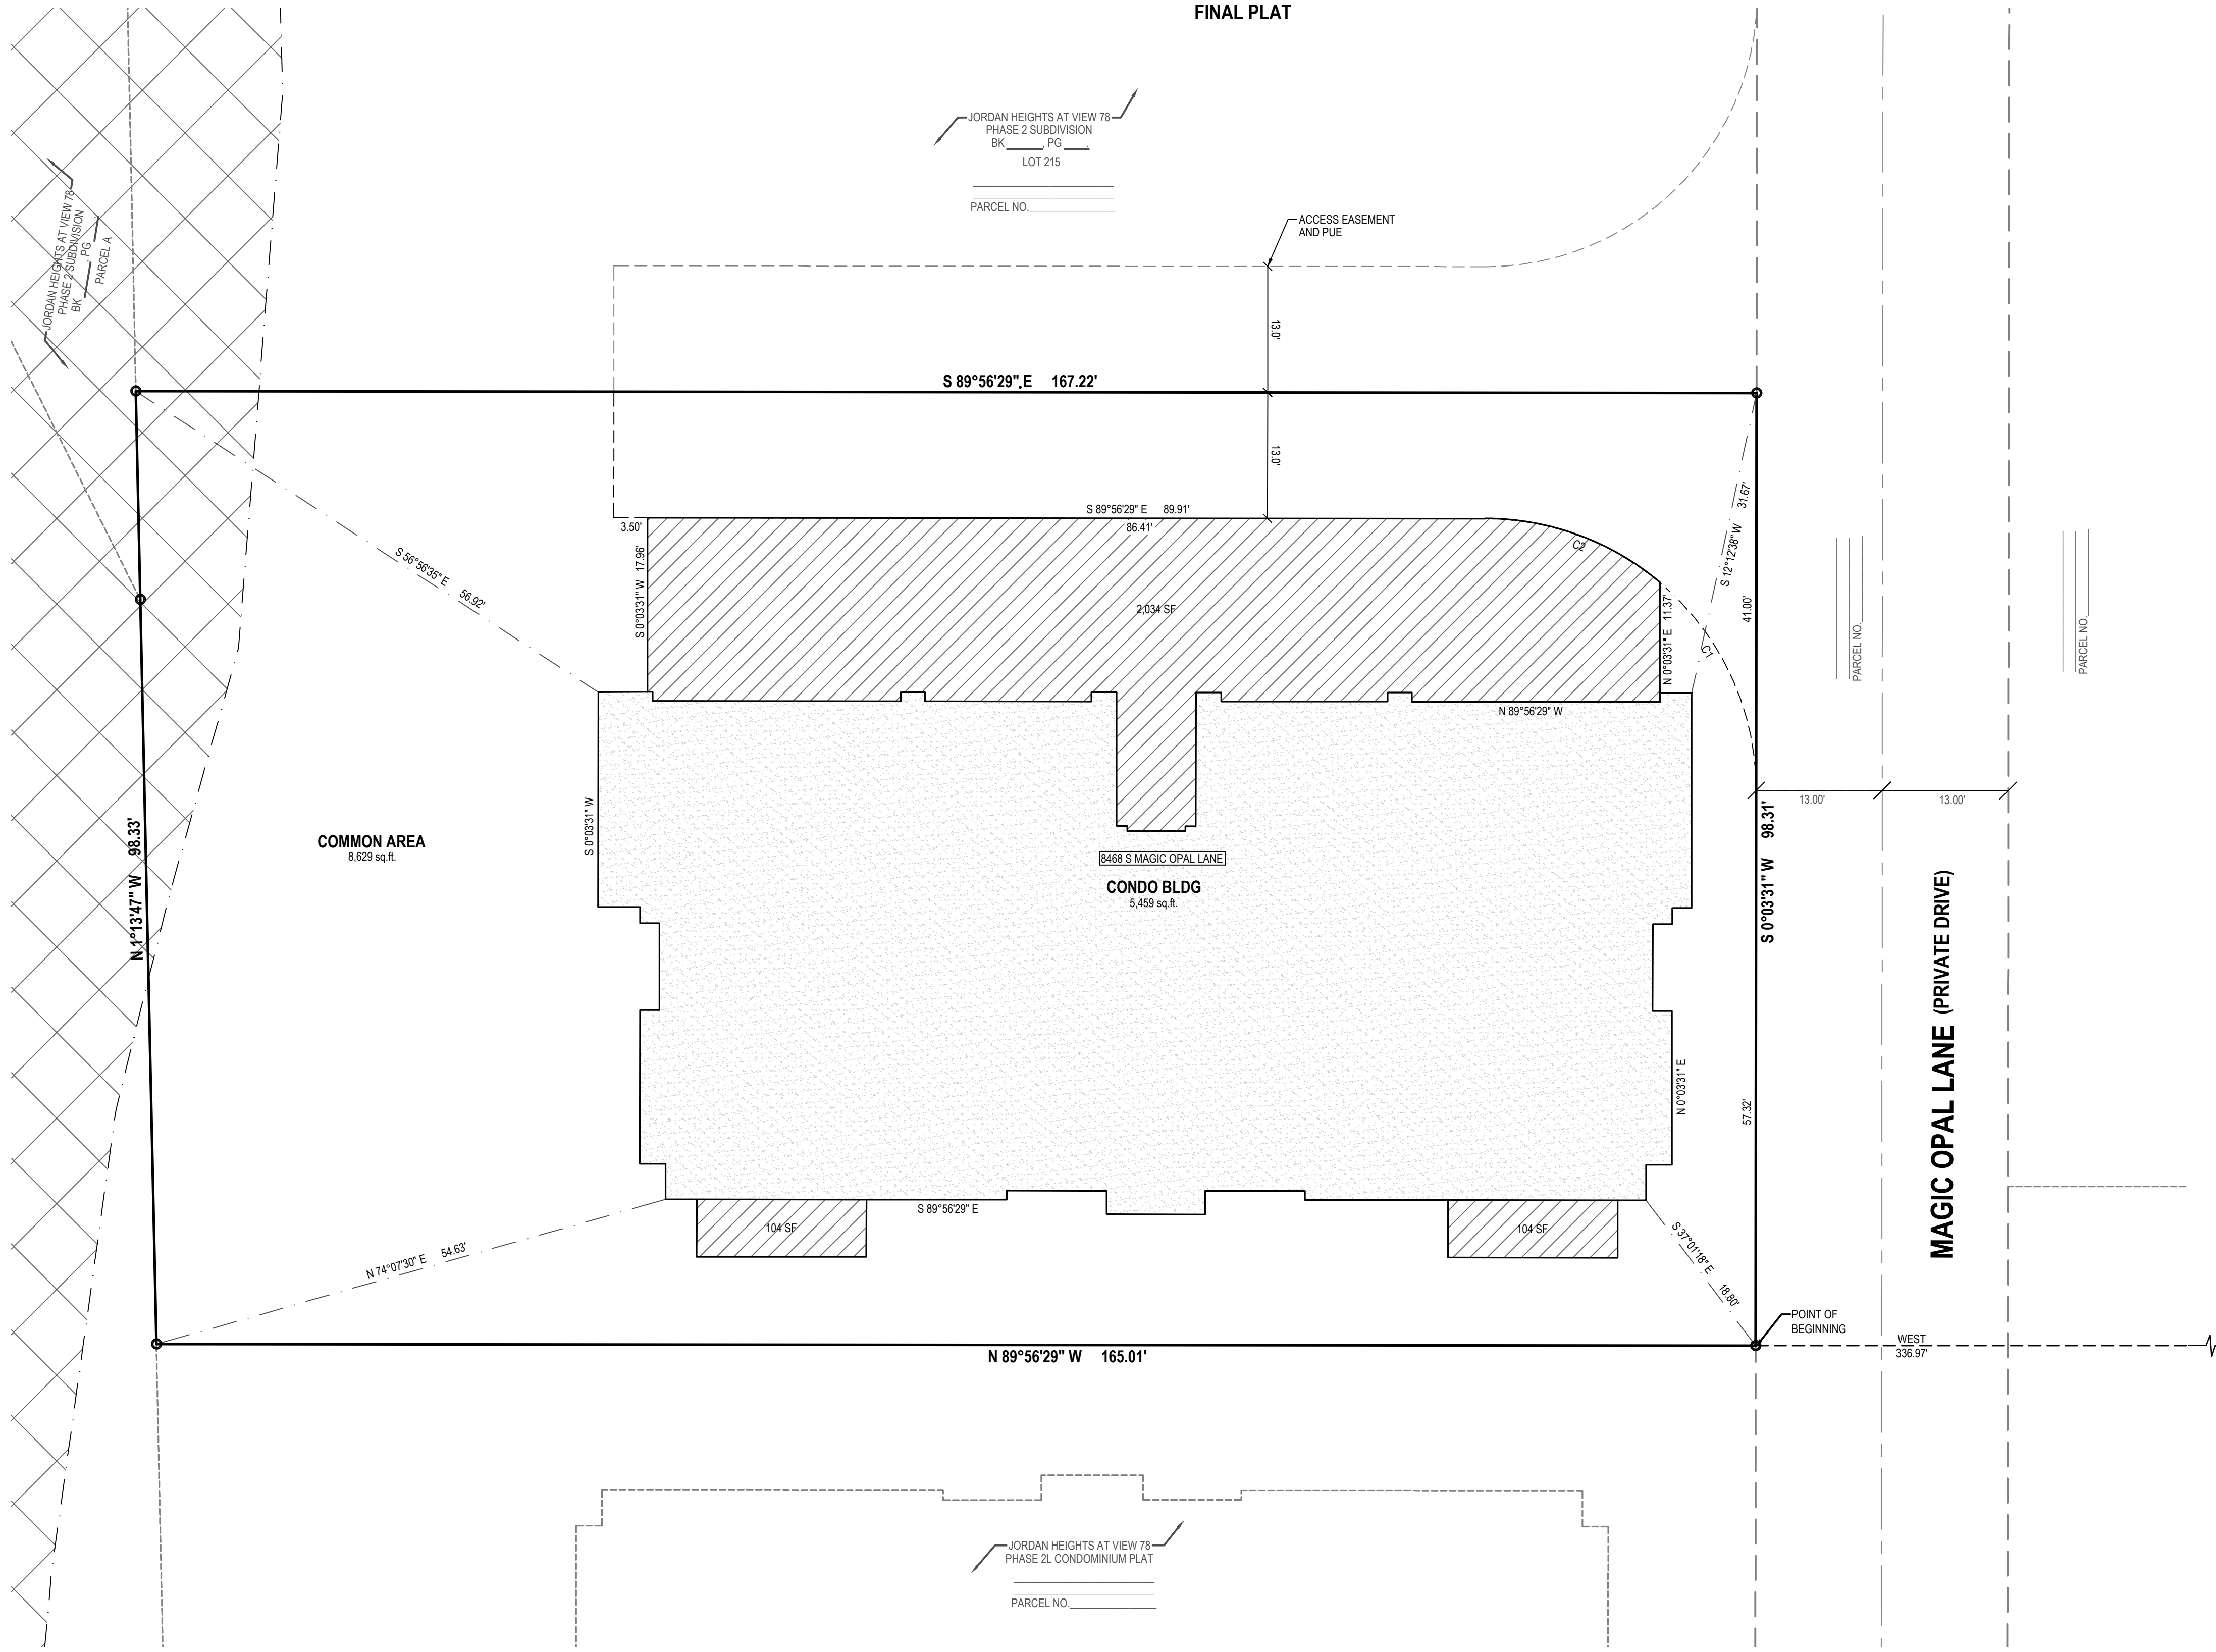 FINAL PLAT
JORDAN HEIGHTS AT VIEW 78
PHASE 2 SUBDIVISION
BK ______, PG ____.
LOT 215
PARCEL NO.
JORDAN HEIGHTS AT VIEW 78
PHASE 2 SUBDIVISION
BK ______, PG ____
PARCEL A
ACCESS EASEMENT
AND PUE
13.0'
S 89°56'29" E 167.22'
13.0'
S 89°56'29" E 89.91'
86.41'
3.50'
S 0°03'31" W 17.96'
S 56°56'35" E 56.92'
C2
S 12°12'38" W 31.67'
41.00'
2,034 SF
N 0°03'31" E 11.37'
C1
PARCEL NO.
PARCEL NO.
N 89°56'29" W
13.00'
13.00'
S 0°03'31" W
COMMON AREA
8,629 sq.ft.
N 1°13'47" W 98.33'
8468 S MAGIC OPAL LANE
CONDO BLDG
5,459 sq.ft.
S 0°03'31" W 98.31'
MAGIC OPAL LANE (PRIVATE DRIVE)
N 0°03'31" E
57.32'
S 89°56'29" E
104 SF
104 SF
N 74°07'30" E 54.63'
S 37°01'18" E 18.80'
POINT OF
BEGINNING
WEST
336.97'
N 89°56'29" W 165.01'
JORDAN HEIGHTS AT VIEW 78
PHASE 2L CONDOMINIUM PLAT
PARCEL NO.